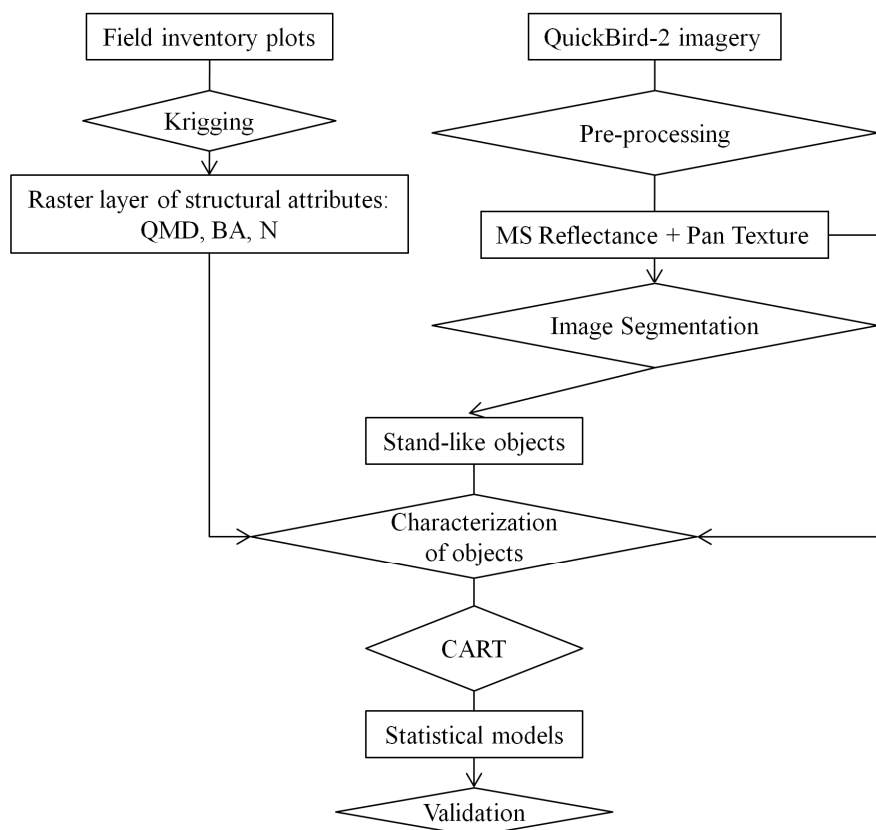 Field inventory plots
QuickBird-2 imagery
Krigging
Pre-processing
Raster layer of structural attributes:
QMD, BA, N
MS Reflectance + Pan Texture
Image Segmentation
Stand-like objects
Characterization
of objects
CART
Statistical models
Validation